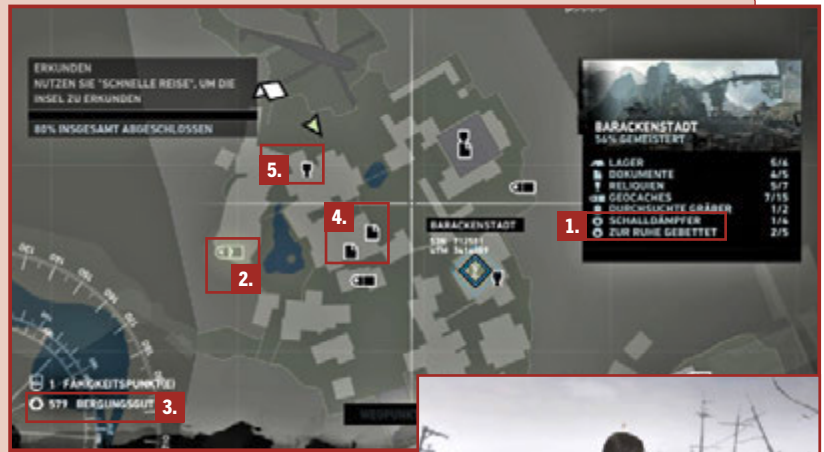 ERKUNDEN
NUTZEN SIE "SCHNELLE REISE", UM DIE
INSEL ZU ERKUNDEN
80% INSGESAMT ABGESCHLOSSEN
BARACKENSTADT
56% GEMEISTERT
LAGER 5/6
DOKUMENTE 4/5
RELIQUIEN 5/7
GEOCACHES 7/15
DURCHSUCHTE GRÄBER 1/2
1.
SCHALLDÄMPFER 1/4
ZUR RUHE GEBETTET 2/5
5.
4.
BARACKENSTADT
2.
1 FÄHIGKEITSPUNKT(E)
579 BERGUNGSGUT
3.